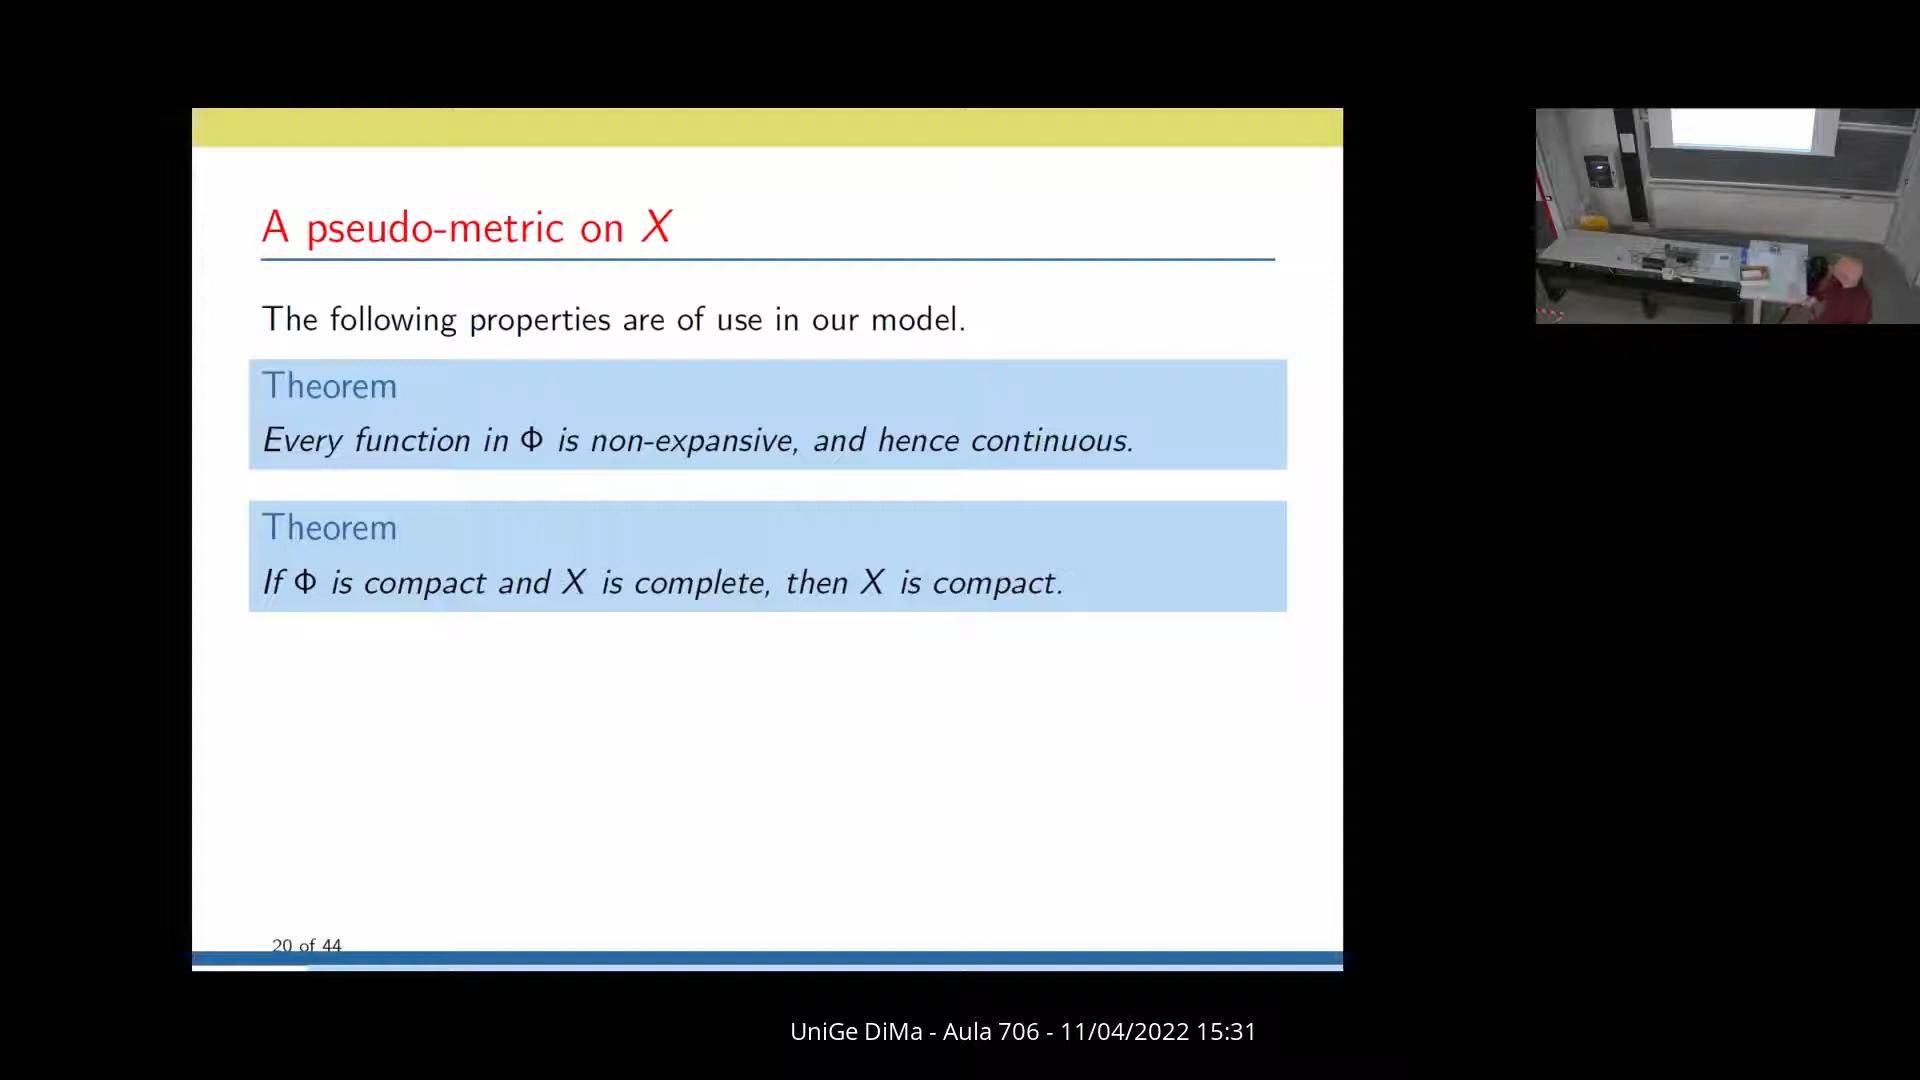 A pseudo-metric on X
The following properties are of use in our model.
Theorem
Every function in Φ is non-expansive, and hence continuous.
Theorem
If Φ is compact and X is complete, then X is compact.
20 of 44
UniGe DiMa - Aula 706 - 11/04/2022 15:31